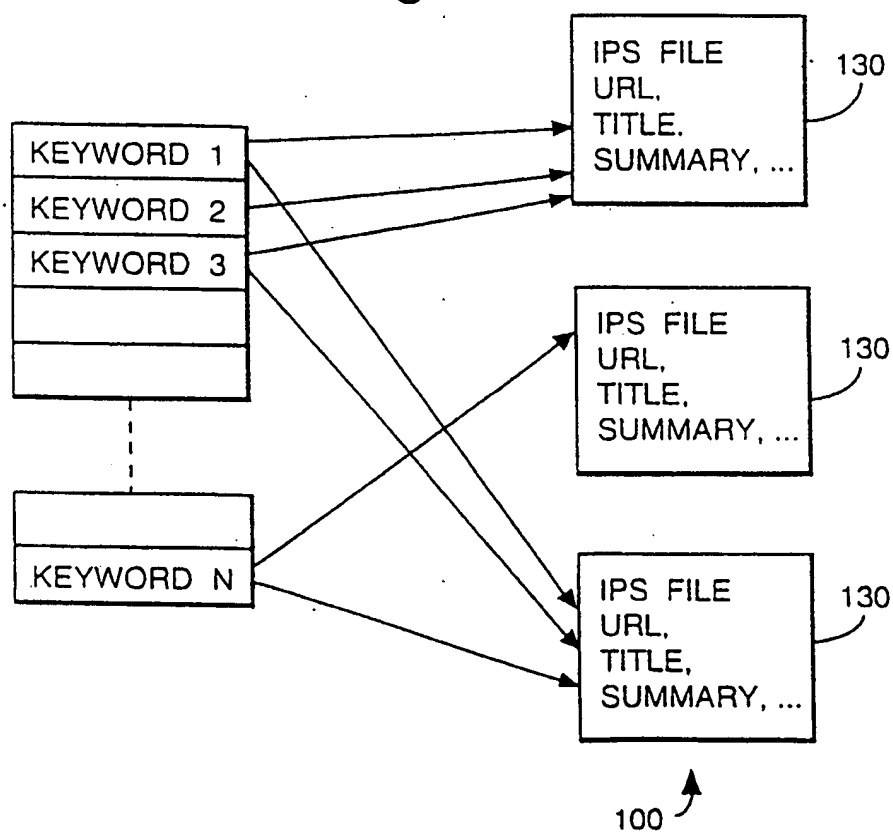 KEYWORD 1
KEYWORD 2
KEYWORD 3
KEYWORD N
IPS FILE
URL,
TITLE.
SUMMARY, ...
130
IPS FILE
URL,
TITLE,
SUMMARY, ...
130
IPS FILE
URL,
TITLE,
SUMMARY, ...
130
100